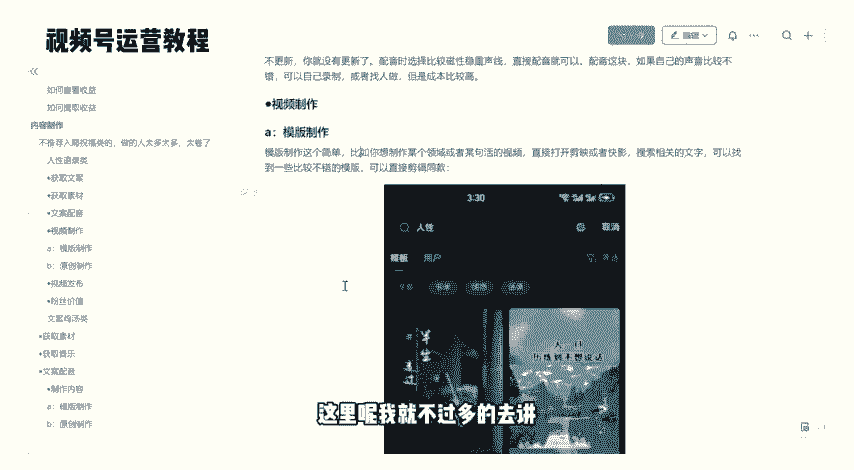 视频号运营教程
如何查看收益
如何提取收益
内容制作
不推荐入局祝福类的，做的人太多太多，太卷了
人性语录类
•获取文案
•获取素材
•文案配音
•视频制作
a：模版制作
b：原创制作
•视频发布
•粉丝价值
文案鸡汤类
•获取素材
•获取音乐
•文案配音
•制作内容
a：模版制作
b：原创制作
不更新，你就没有更新了。配音时选择比较磁性稳重声线，直接配音就可以。配音这块，如果自己的声音比较不
错，可以自己录制，或者找人做，但是成本比较高。
•视频制作
a：模版制作
模版制作这个简单，比如你想制作某个领域或者某句话的视频，直接打开剪映或者快影，搜索相关的文字，可以找
到一些比较不错的模版，可以直接剪辑同款：
3:30
人性
取消
模板
用户
半生
这里呢我就不过多的去讲